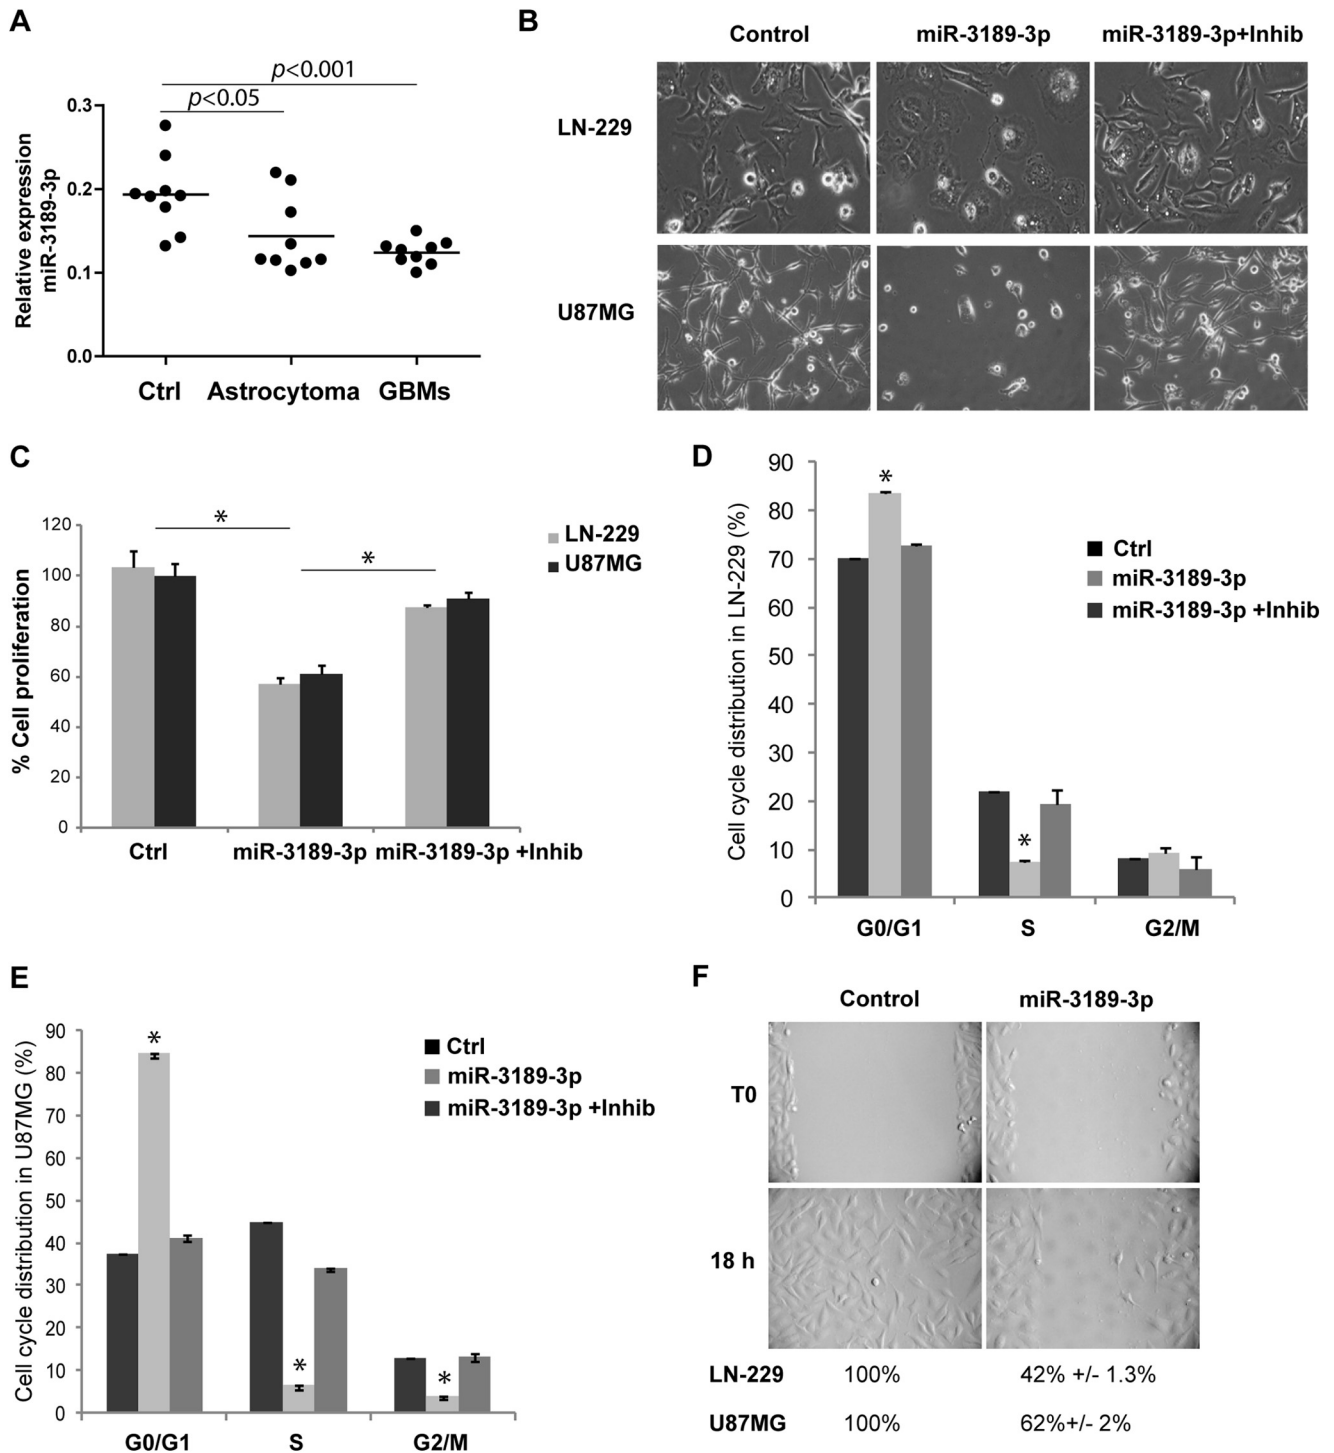 A
p<0.001
p<0.05
Relative expression
miR-3189-3p
0.3
0.2
0.1
0.0
Ctrl Astrocytoma GBMs
B
Control miR-3189-3p miR-3189-3p+Inhib
LN-229
U87MG
C
% Cell proliferation
120
100
80
60
40
20
0
* *
LN-229
U87MG
Ctrl miR-3189-3p miR-3189-3p +Inhib
D
Cell cycle distribution in LN-229 (%)
90
80
70
60
50
40
30
20
10
0
*
*
Ctrl
miR-3189-3p
miR-3189-3p +Inhib
G0/G1 S G2/M
E
Cell cycle distribution in U87MG (%)
90
80
70
60
50
40
30
20
10
0
*
*
*
Ctrl
miR-3189-3p
miR-3189-3p +Inhib
G0/G1 S G2/M
F
Control miR-3189-3p
T0
18 h
LN-229 100% 42% +/- 1.3%
U87MG 100% 62%+/- 2%